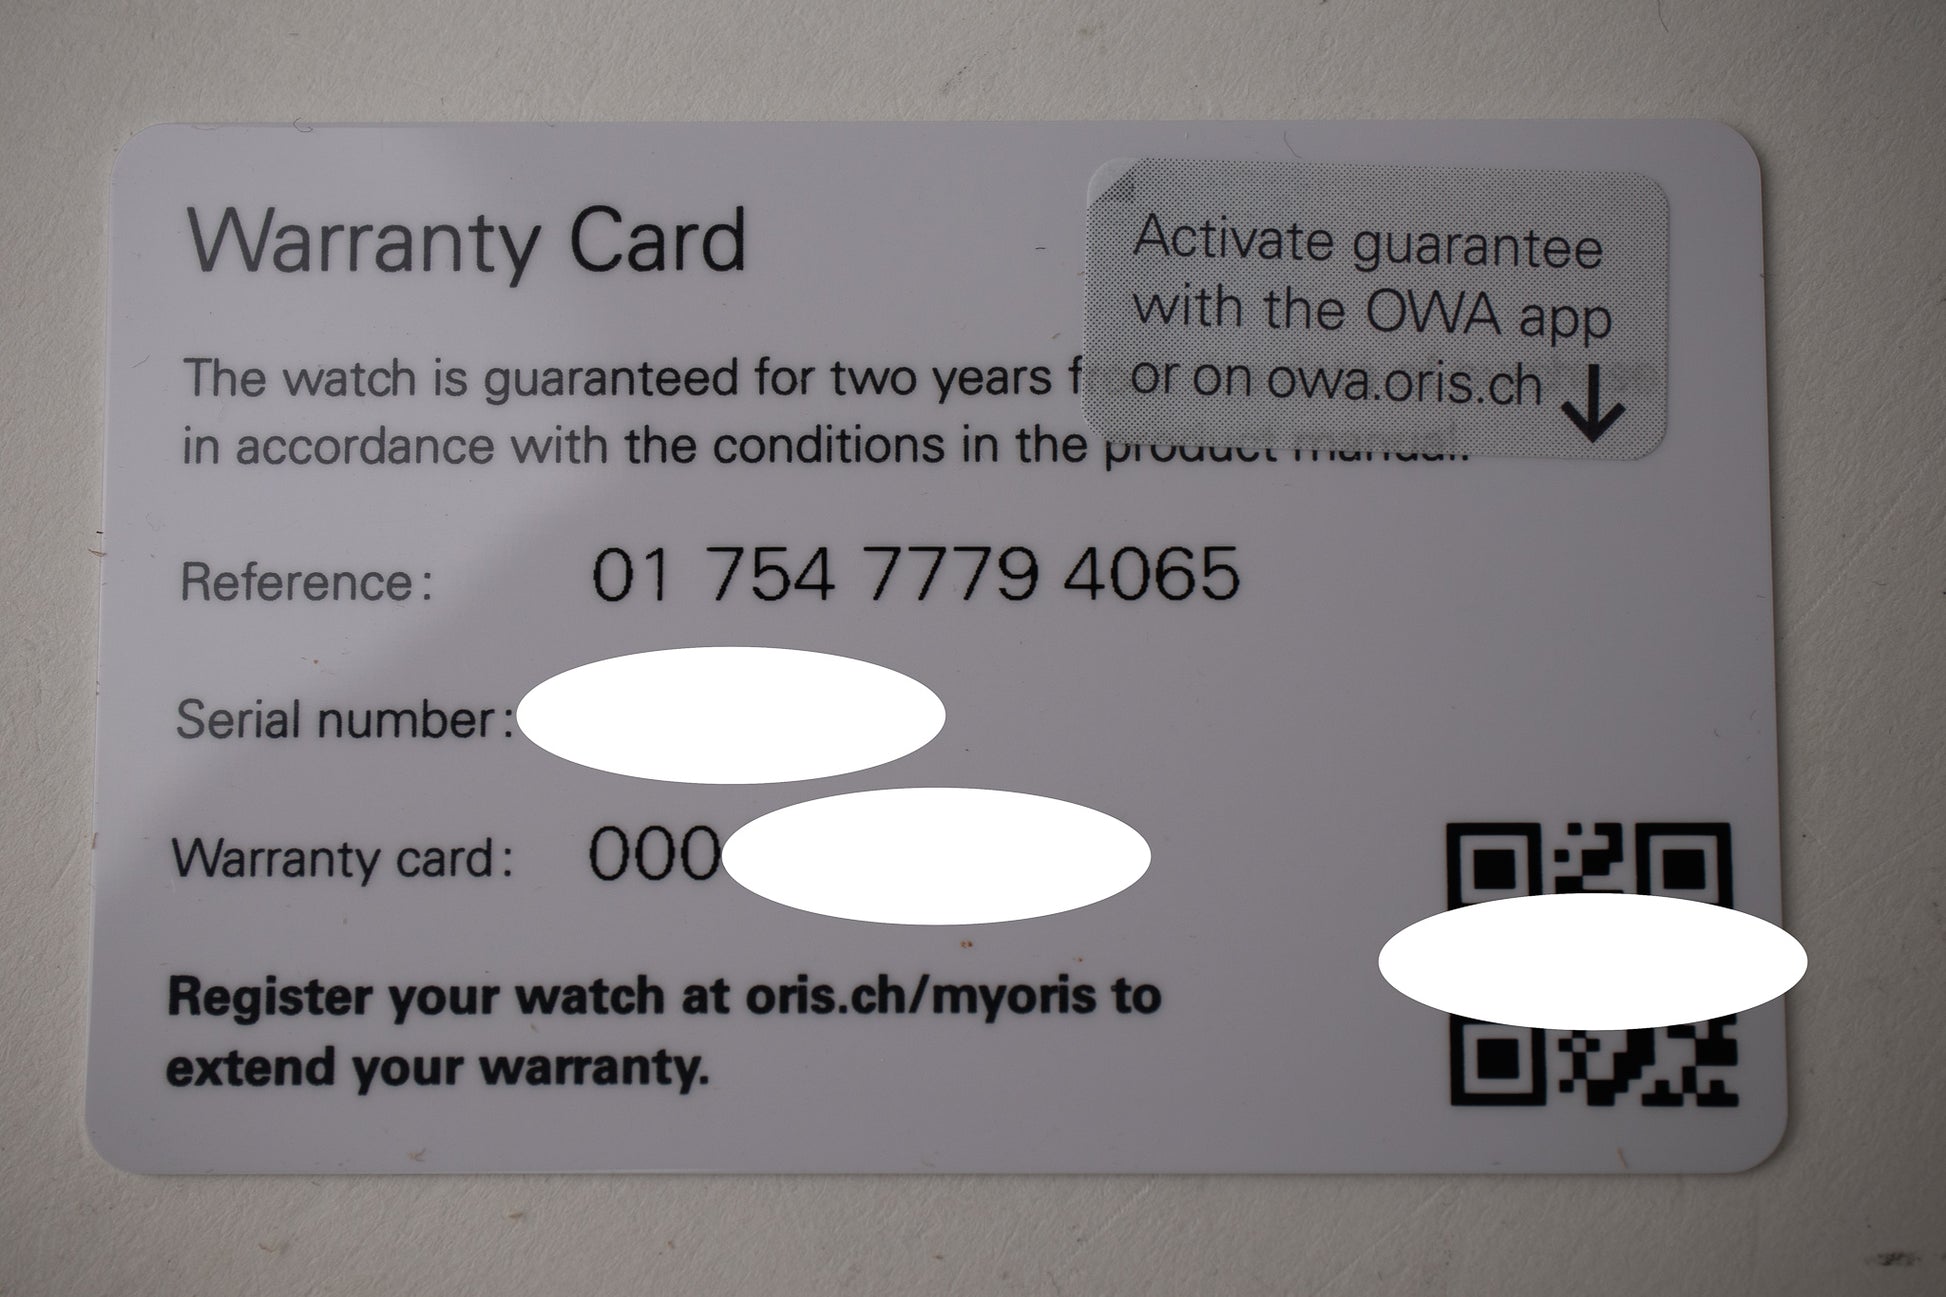 Warranty Card
Activate guarantee
with the OWA app
or on owa.oris.ch ↓
The watch is guaranteed for two years f
in accordance with the conditions in the product manual.
Reference: 01 754 7779 4065
Serial number:
Warranty card: 000
Register your watch at oris.ch/myoris to
extend your warranty.